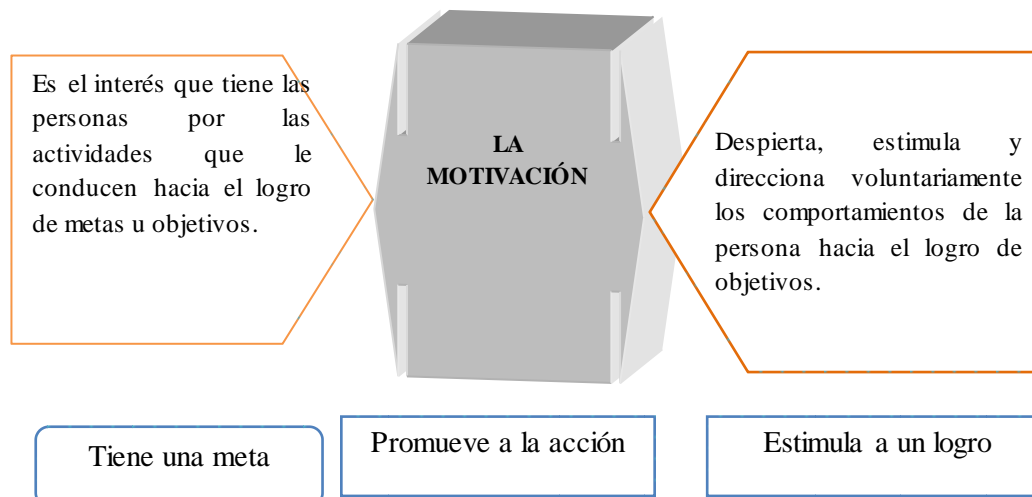 Es el interés que tiene las
personas por las
actividades que le
conducen hacia el logro
de metas u objetivos.
LA
MOTIVACIÓN
Despierta, estimula y
direcciona voluntariamente
los comportamientos de la
persona hacia el logro de
objetivos.
Tiene una meta
Promueve a la acción
Estimula a un logro